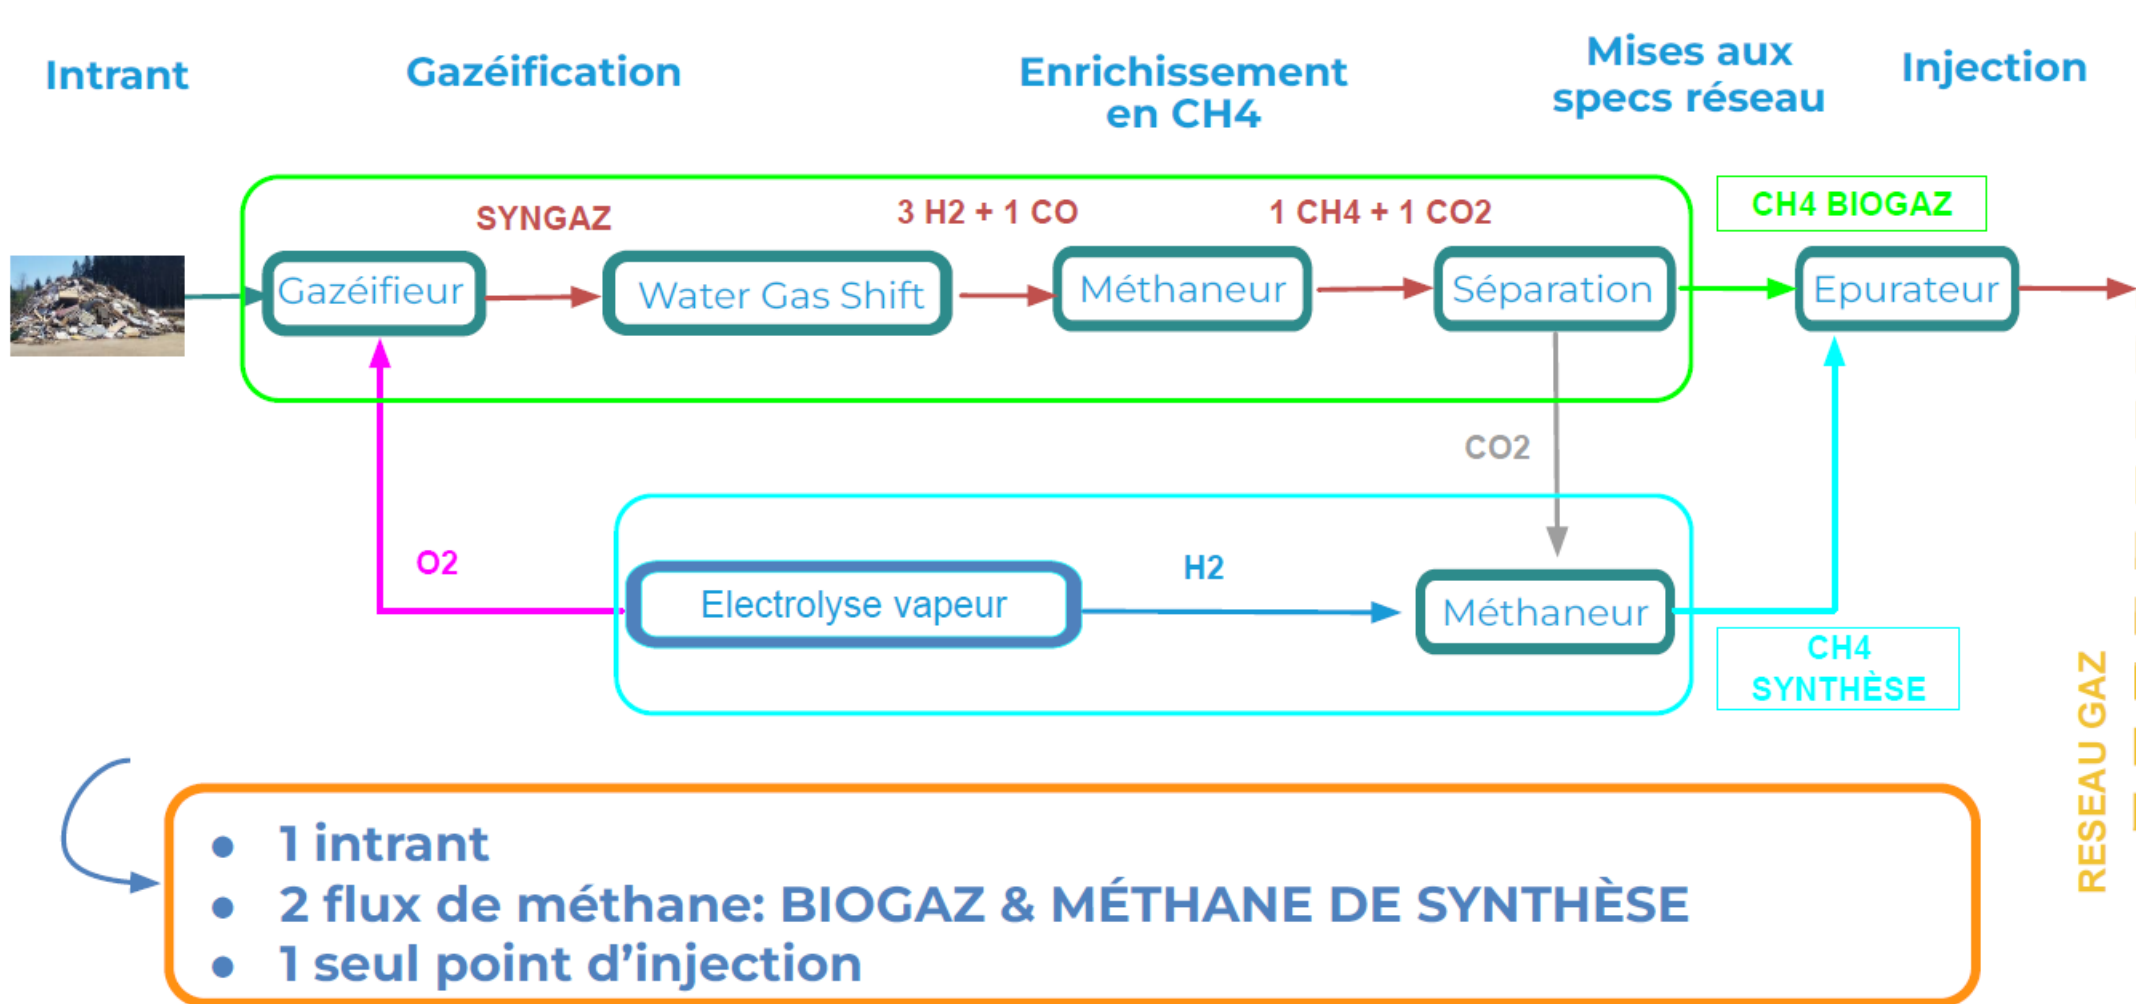 Intrant
Gazéification
Enrichissement
en CH4
Mises aux
specs réseau
Injection
SYNGAZ
3 H2 + 1 CO
1 CH4 + 1 CO2
CH4 BIOGAZ
Gazéifieur
Water Gas Shift
Méthaneur
Séparation
Epurateur
CO2
O2
Electrolyse vapeur
H2
Méthaneur
CH4
SYNTHÈSE
RESEAU GAZ
● 1 intrant
● 2 flux de méthane: BIOGAZ & MÉTHANE DE SYNTHÈSE
● 1 seul point d’injection